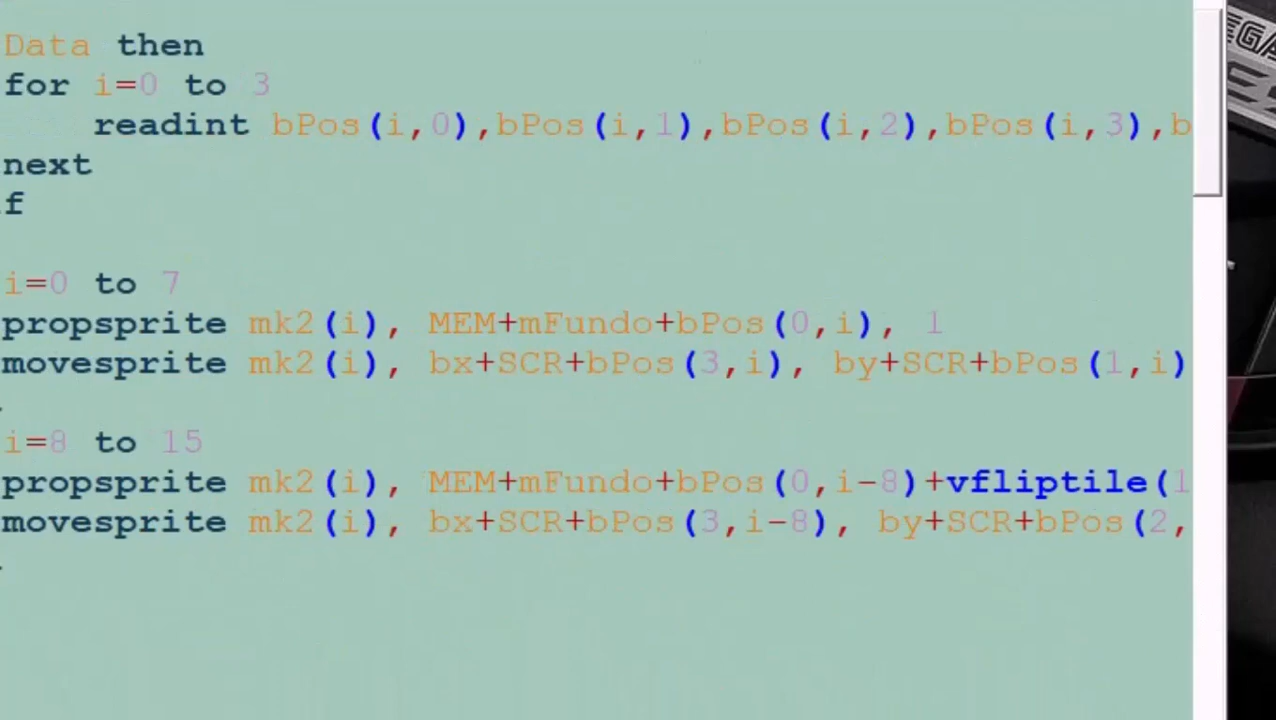 Data then
for i=0 to 3
readint bPos(i,0),bPos(i,1),bPos(i,2),bPos(i,3),b
next
f
i=0 to 7
propsprite mk2(i), MEM+mFundo+bPos(0,i), 1
movesprite mk2(i), bx+SCR+bPos(3,i), by+SCR+bPos(1,i)
i=8 to 15
propsprite mk2(i), MEM+mFundo+bPos(0,i-8)+vfliptile(1
movesprite mk2(i), bx+SCR+bPos(3,i-8), by+SCR+bPos(2,